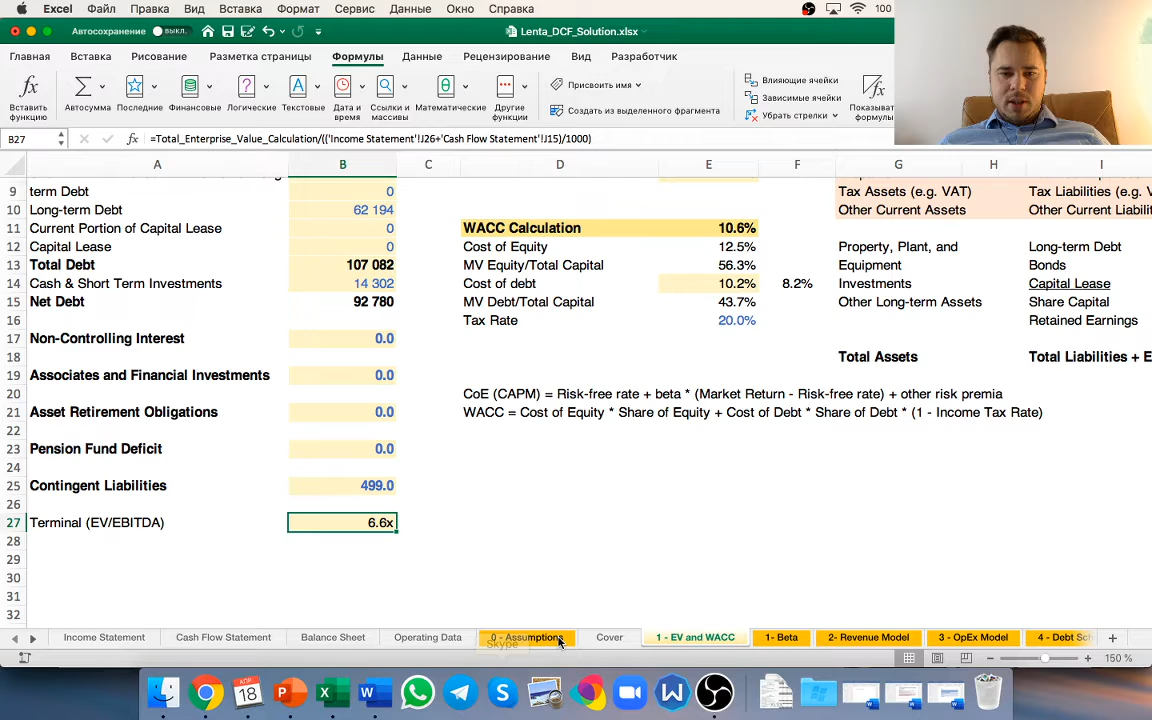 Excel Файл Правка Вид Вставка Формат Сервис Данные Окно Справка 100
Автосохранение ВЫКЛ. Lenta_DCF_Solution.xlsx
Главная Вставка Рисование Разметка страницы Формулы Данные Рецензирование Вид Разработчик
Вставить функцию Автосумма Последние Финансовые Логические Текстовые Дата и время Ссылки и массивы Математические Другие функции
Присвоить имя
Создать из выделенного фрагмента
Влияющие ячейки
Зависимые ячейки
Убрать стрелки
Показывать формулы
B27 fx =Total_Enterprise_Value_Calculation/(('Income Statement'!J26+'Cash Flow Statement'!J15)/1000)
A B C D E F G H I
9 term Debt 0 Tax Assets (e.g. VAT) Tax Liabilities (e.g. V
10 Long-term Debt 62 194 Other Current Assets Other Current Liabiliti
11 Current Portion of Capital Lease 0 WACC Calculation 10.6%
12 Capital Lease 0 Cost of Equity 12.5% Property, Plant, and Long-term Debt
13 Total Debt 107 082 MV Equity/Total Capital 56.3% Equipment Bonds
14 Cash & Short Term Investments 14 302 Cost of debt 10.2% 8.2% Investments Capital Lease
15 Net Debt 92 780 MV Debt/Total Capital 43.7% Other Long-term Assets Share Capital
16 Tax Rate 20.0% Retained Earnings
17 Non-Controlling Interest 0.0
18 Total Assets Total Liabilities + E
19 Associates and Financial Investments 0.0
20 CoE (CAPM) = Risk-free rate + beta * (Market Return - Risk-free rate) + other risk premia
21 Asset Retirement Obligations 0.0 WACC = Cost of Equity * Share of Equity + Cost of Debt * Share of Debt * (1 - Income Tax Rate)
22
23 Pension Fund Deficit 0.0
24
25 Contingent Liabilities 499.0
26
27 Terminal (EV/EBITDA) 6.6x
28
29
30
31
32
Income Statement Cash Flow Statement Balance Sheet Operating Data 0 - Assumptions Cover 1 - EV and WACC 1- Beta 2- Revenue Model 3 - OpEx Model 4 - Debt Sch
Skype
150 %
АПР
18